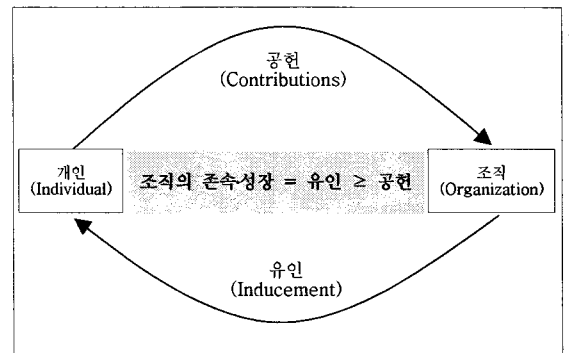 공헌
(Contributions)
개인
(Individual)
조직의 존속성장 = 유인 ≥ 공헌
조직
(Organization)
유인
(Inducement)